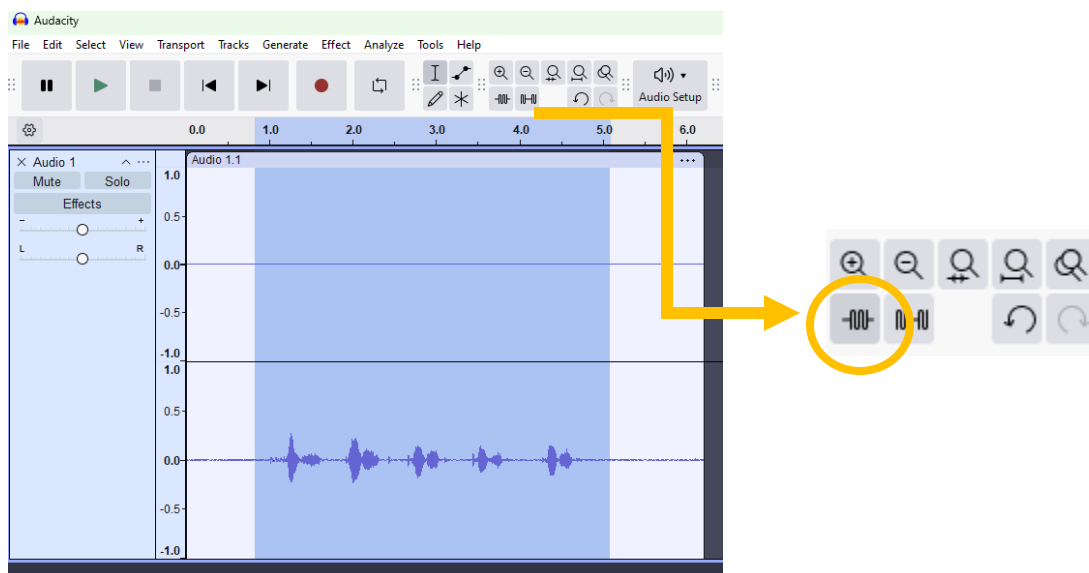 Audacity
File Edit Select View Transport Tracks Generate Effect Analyze Tools Help
Audio Setup
0.0 1.0 2.0 3.0 4.0 5.0 6.0
Audio 1
Audio 1.1
Mute Solo
Effects
- +
L R
1.0
0.5
0.0
-0.5
-1.0
1.0
0.5
0.0
-0.5
-1.0